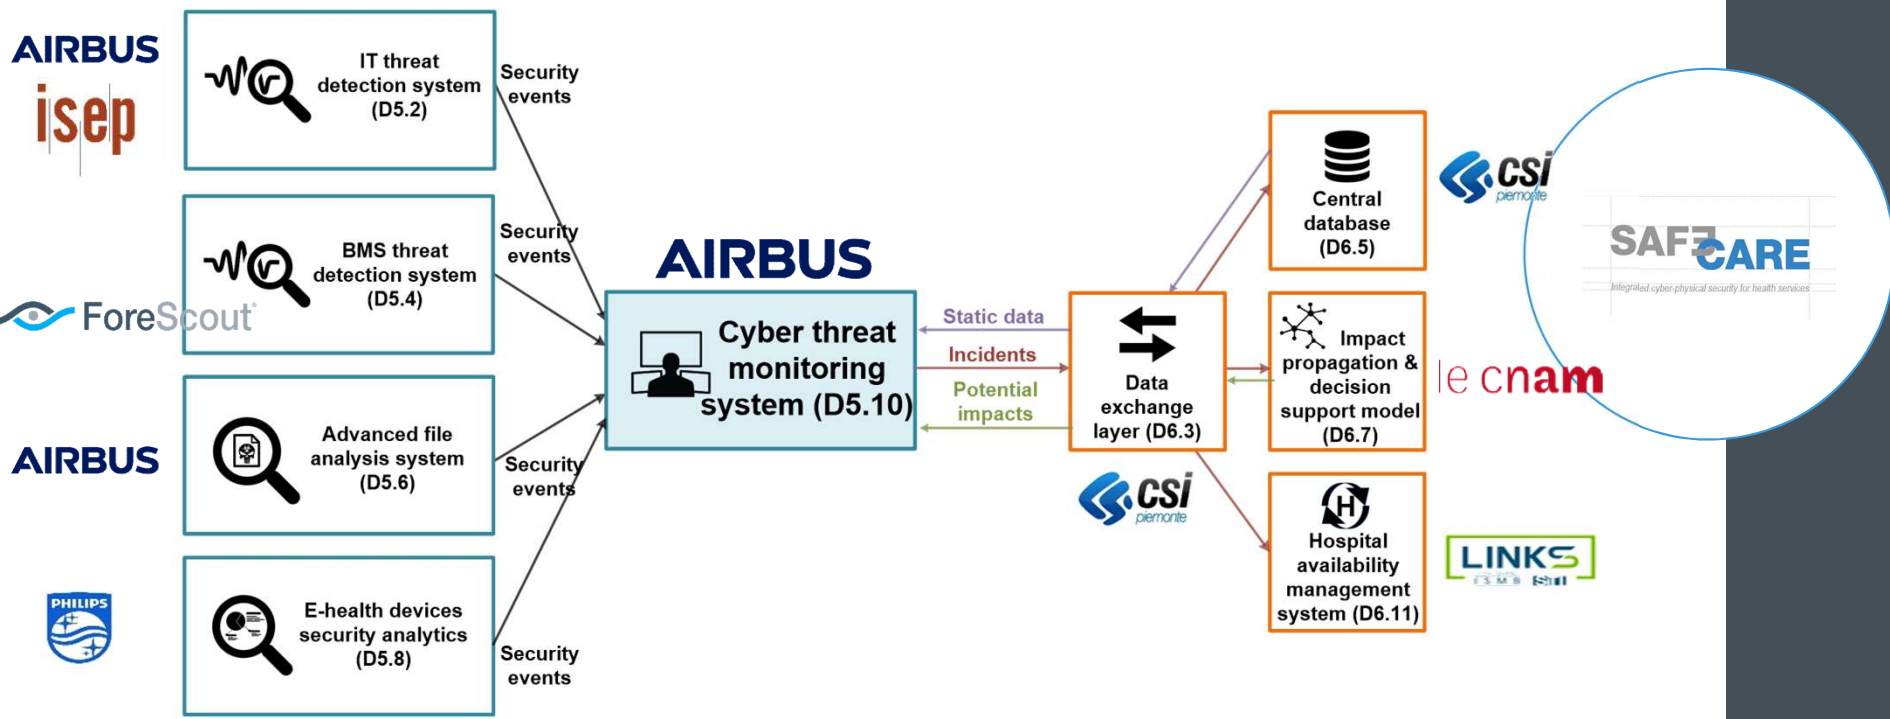 AIRBUS
isep
IT threat
detection system
(D5.2)
Security
events
BMS threat
detection system
(D5.4)
Security
events
ForeScout
Advanced file
analysis system
(D5.6)
AIRBUS
Security
events
PHILIPS
E-health devices
security analytics
(D5.8)
Security
events
AIRBUS
Cyber threat
monitoring
system (D5.10)
Static data
Incidents
Potential
impacts
Data
exchange
layer (D6.3)
CSI
piemonte
Central
database
(D6.5)
CSI
piemonte
Impact
propagation &
decision
support model
(D6.7)
le cnam
H
Hospital
availability
management
system (D6.11)
LINKS
ISMB SiTI
SAFECARE
Integrated cyber-physical security for health services